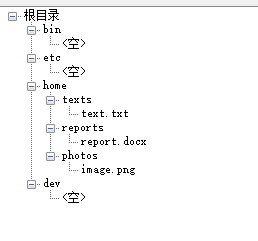 根目录
bin
<空>
etc
<空>
home
texts
text.txt
reports
report.docx
photos
image.png
dev
<空>